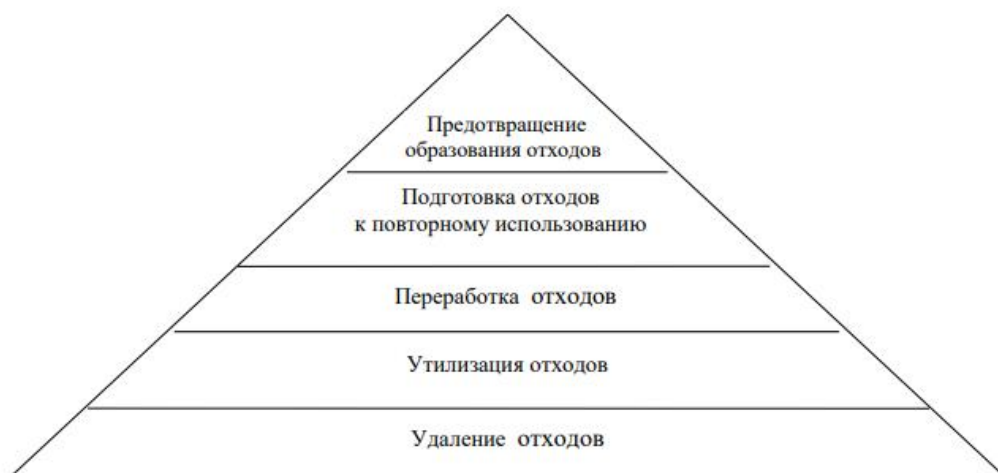 Предотвращение
образования отходов
Подготовка отходов
к повторному использованию
Переработка отходов
Утилизация отходов
Удаление отходов